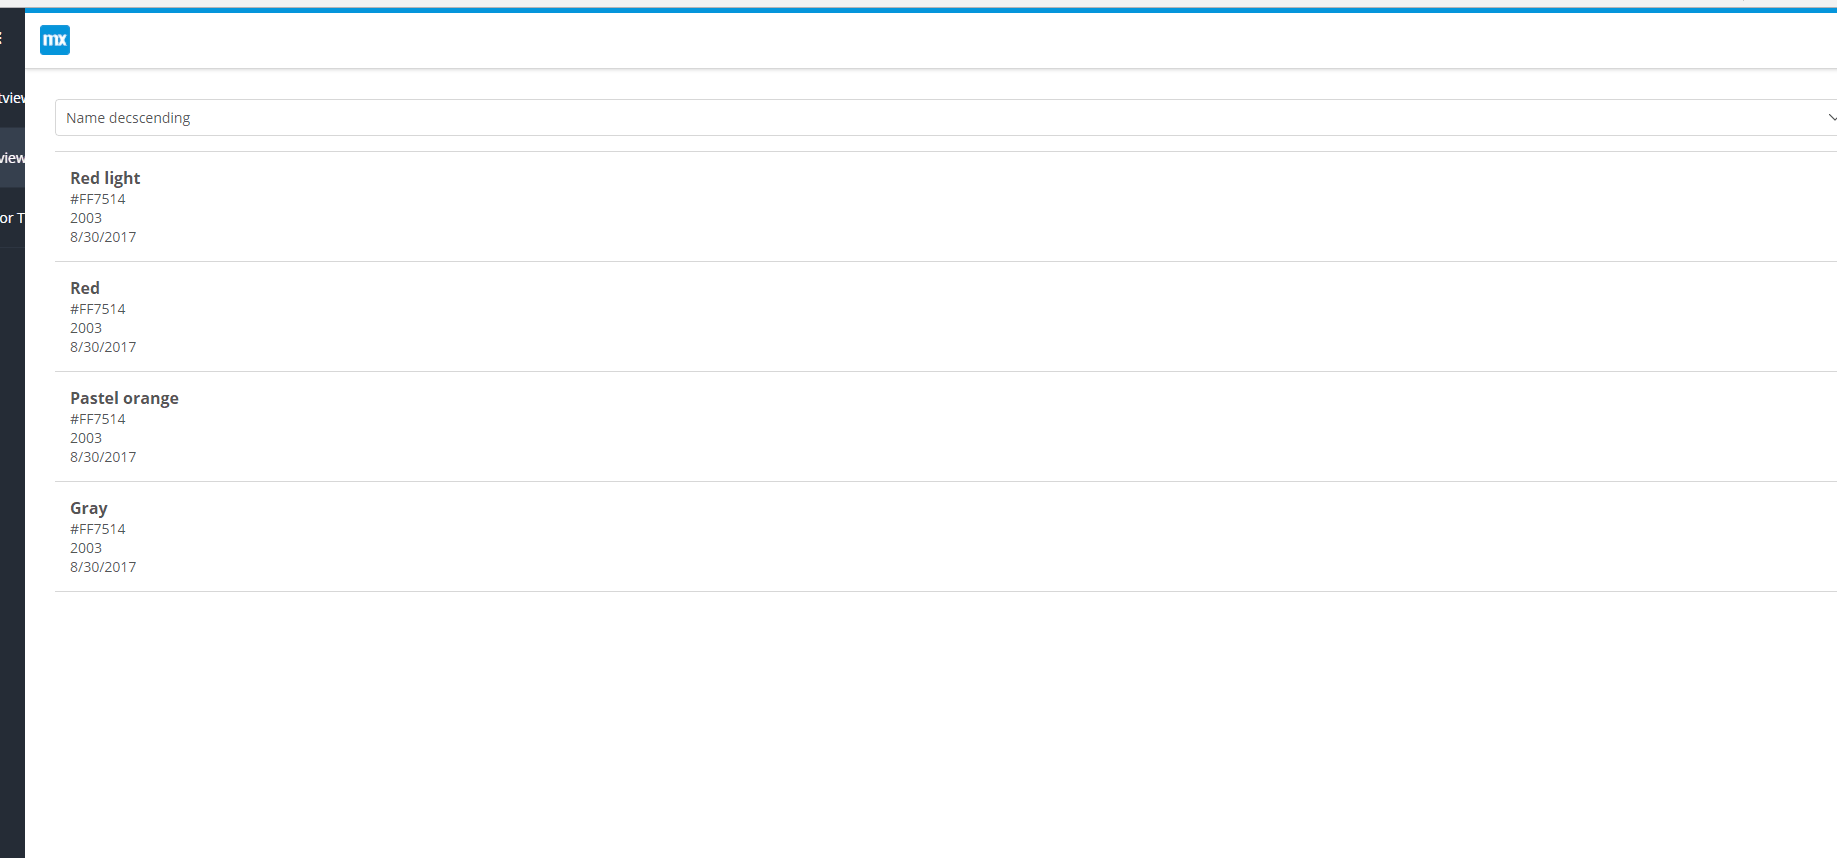 mx
view
or T
Name decscending
Red light
#FF7514
2003
8/30/2017
Red
#FF7514
2003
8/30/2017
Pastel orange
#FF7514
2003
8/30/2017
Gray
#FF7514
2003
8/30/2017